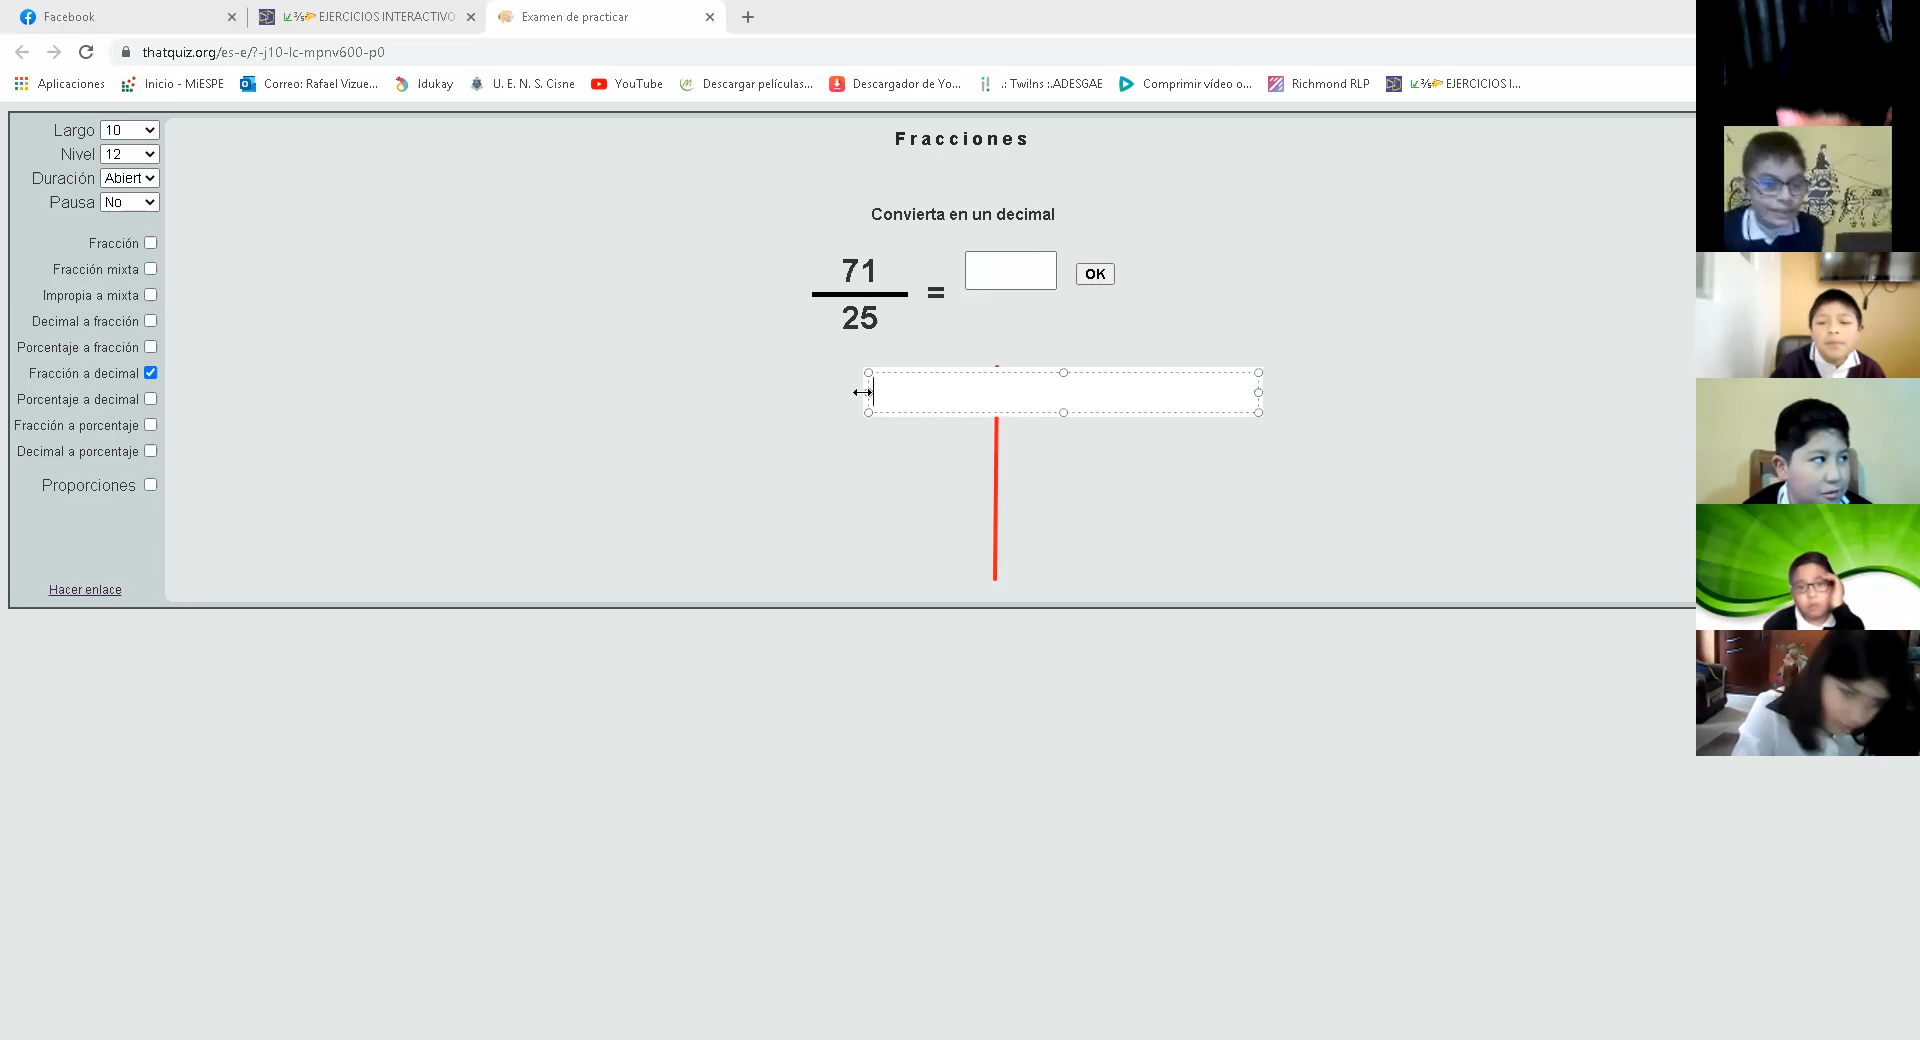 Facebook
EJERCICIOS INTERACTIVO
Examen de practicar
thatquiz.org/es-e/?-j10-lc-mpnv600-p0
Aplicaciones
Inicio - MiESPE
Correo: Rafael Vizue...
Idukay
U. E. N. S. Cisne
YouTube
Descargar películas...
Descargador de Yo...
.: Twi!ns :.ADESGAE
Comprimir vídeo o...
Richmond RLP
EJERCICIOS I...
Largo 10
Nivel 12
Duración Abiert
Pausa No
Fracción
Fracción mixta
Impropia a mixta
Decimal a fracción
Porcentaje a fracción
Fracción a decimal
Porcentaje a decimal
Fracción a porcentaje
Decimal a porcentaje
Proporciones
Hacer enlace
Fracciones
Convierta en un decimal
71
25
=
OK